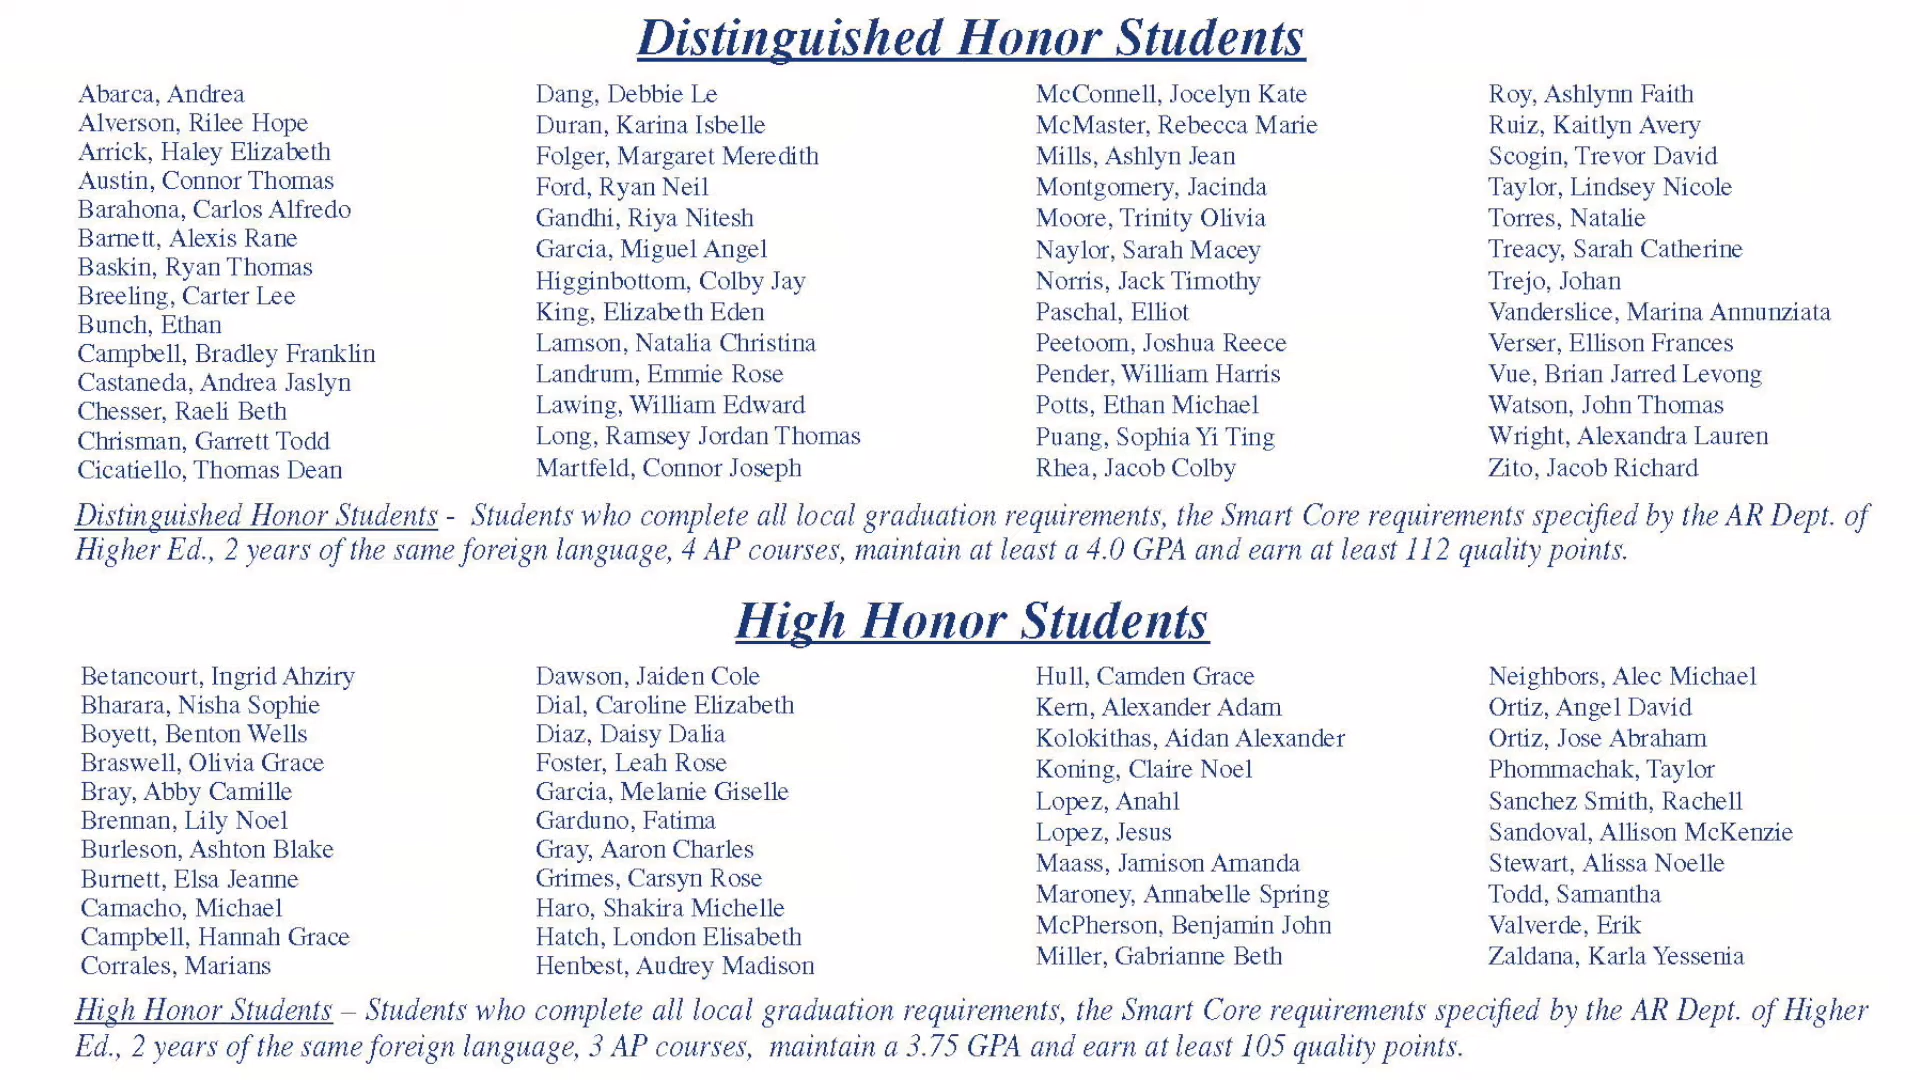 Distinguished Honor Students
Abarca, Andrea
Alverson, Rilee Hope
Arrick, Haley Elizabeth
Austin, Connor Thomas
Barahona, Carlos Alfredo
Barnett, Alexis Rane
Baskin, Ryan Thomas
Breeling, Carter Lee
Bunch, Ethan
Campbell, Bradley Franklin
Castaneda, Andrea Jaslyn
Chesser, Raeli Beth
Chrisman, Garrett Todd
Cicatiello, Thomas Dean
Dang, Debbie Le
Duran, Karina Isbelle
Folger, Margaret Meredith
Ford, Ryan Neil
Gandhi, Riya Nitesh
Garcia, Miguel Angel
Higginbottom, Colby Jay
King, Elizabeth Eden
Lamson, Natalia Christina
Landrum, Emmie Rose
Lawing, William Edward
Long, Ramsey Jordan Thomas
Martfeld, Connor Joseph
McConnell, Jocelyn Kate
McMaster, Rebecca Marie
Mills, Ashlyn Jean
Montgomery, Jacinda
Moore, Trinity Olivia
Naylor, Sarah Macey
Norris, Jack Timothy
Paschal, Elliot
Peetoom, Joshua Reece
Pender, William Harris
Potts, Ethan Michael
Puang, Sophia Yi Ting
Rhea, Jacob Colby
Roy, Ashlynn Faith
Ruiz, Kaitlyn Avery
Scogin, Trevor David
Taylor, Lindsey Nicole
Torres, Natalie
Treacy, Sarah Catherine
Trejo, Johan
Vanderslice, Marina Annunziata
Verser, Ellison Frances
Vue, Brian Jarred Levong
Watson, John Thomas
Wright, Alexandra Lauren
Zito, Jacob Richard
Distinguished Honor Students - Students who complete all local graduation requirements, the Smart Core requirements specified by the AR Dept. of
Higher Ed., 2 years of the same foreign language, 4 AP courses, maintain at least a 4.0 GPA and earn at least 112 quality points.
High Honor Students
Betancourt, Ingrid Ahziry
Bharara, Nisha Sophie
Boyett, Benton Wells
Braswell, Olivia Grace
Bray, Abby Camille
Brennan, Lily Noel
Burleson, Ashton Blake
Burnett, Elsa Jeanne
Camacho, Michael
Campbell, Hannah Grace
Corrales, Marians
Dawson, Jaiden Cole
Dial, Caroline Elizabeth
Diaz, Daisy Dalia
Foster, Leah Rose
Garcia, Melanie Giselle
Garduno, Fatima
Gray, Aaron Charles
Grimes, Carsyn Rose
Haro, Shakira Michelle
Hatch, London Elisabeth
Henbest, Audrey Madison
Hull, Camden Grace
Kern, Alexander Adam
Kolokithas, Aidan Alexander
Koning, Claire Noel
Lopez, Anahl
Lopez, Jesus
Maass, Jamison Amanda
Maroney, Annabelle Spring
McPherson, Benjamin John
Miller, Gabrianne Beth
Neighbors, Alec Michael
Ortiz, Angel David
Ortiz, Jose Abraham
Phommachak, Taylor
Sanchez Smith, Rachell
Sandoval, Allison McKenzie
Stewart, Alissa Noelle
Todd, Samantha
Valverde, Erik
Zaldana, Karla Yessenia
High Honor Students – Students who complete all local graduation requirements, the Smart Core requirements specified by the AR Dept. of Higher
Ed., 2 years of the same foreign language, 3 AP courses, maintain a 3.75 GPA and earn at least 105 quality points.